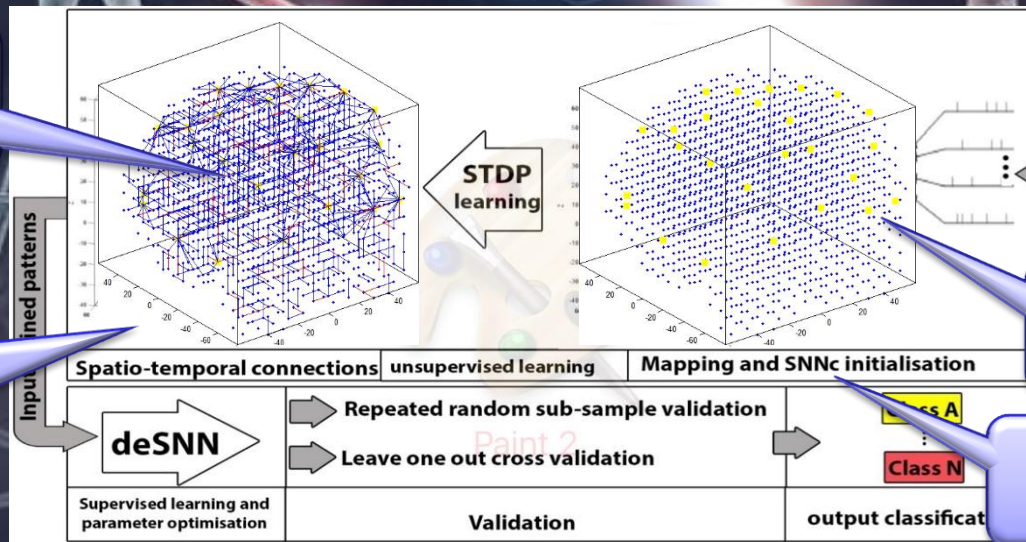 STDP
learning
Input
ined patterns
Spatio-temporal connections
unsupervised learning
Mapping and SNNc initialisation
deSNN
Repeated random sub-sample validation
Leave one out cross validation
Paint 2
Class A
Class N
Supervised learning and
parameter optimisation
Validation
output classificat